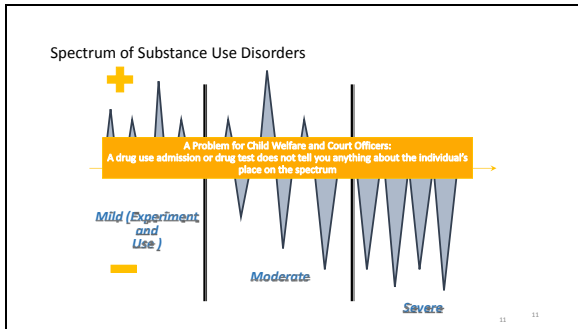 Spectrum of Substance Use Disorders
A Problem for Child Welfare and Court Officers:
A drug use admission or drug test does not tell you anything about the individual's
place on the spectrum
Mild (Experiment
and
Use )
Moderate
Severe
11
11